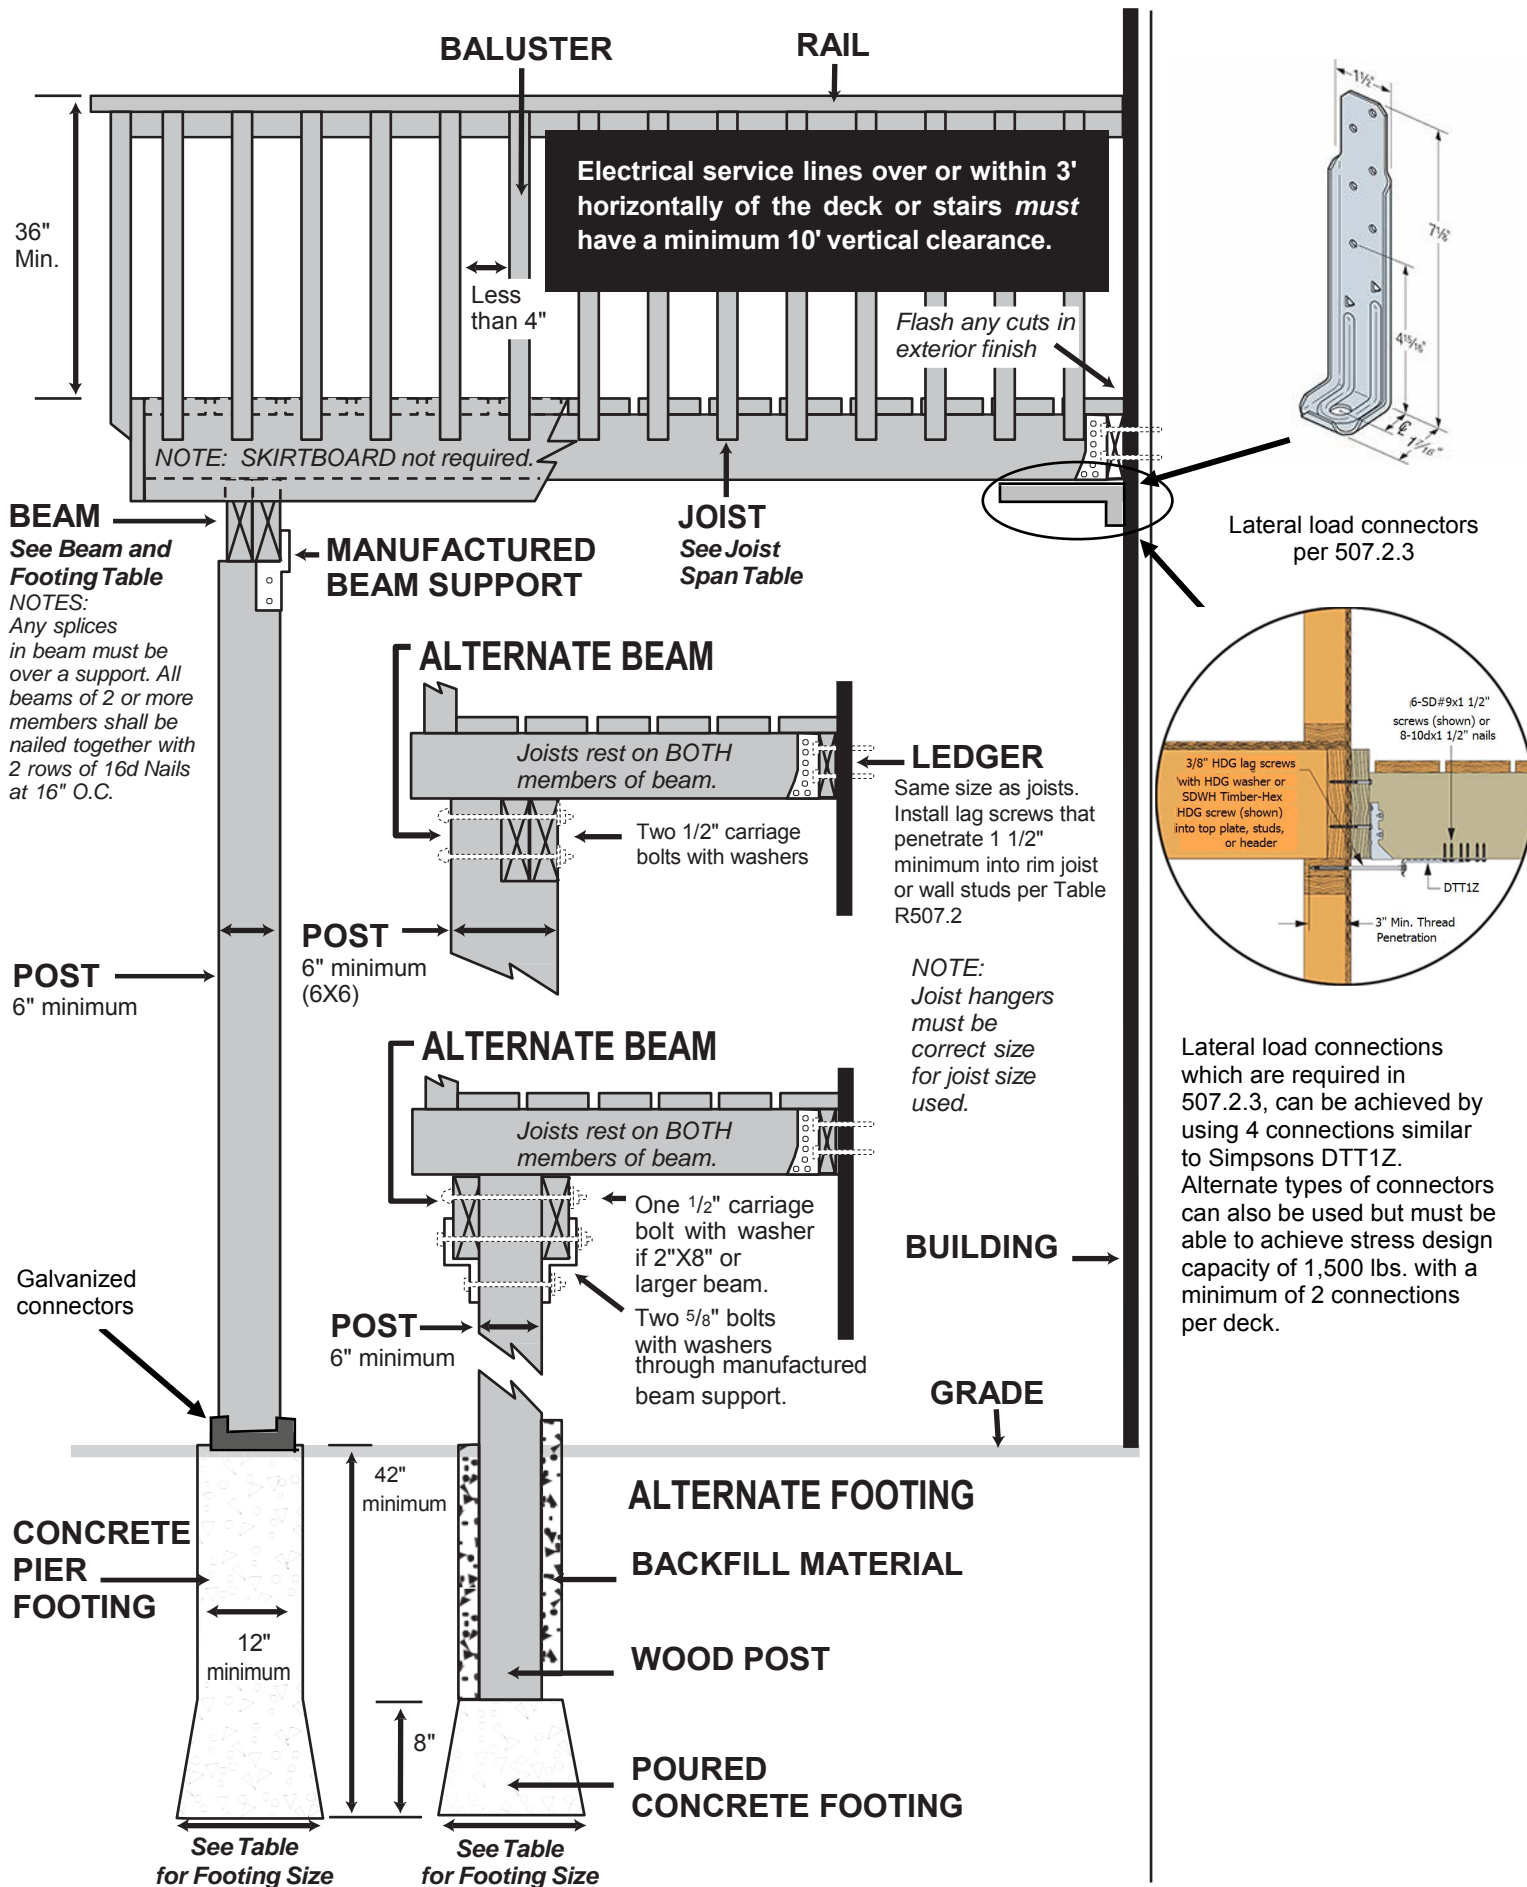 BALUSTER
RAIL
36"
Min.
Electrical service lines over or within 3'
horizontally of the deck or stairs must
have a minimum 10' vertical clearance.
Less
than 4"
Flash any cuts in
exterior finish
NOTE: SKIRTBOARD not required.
BEAM
See Beam and
Footing Table
NOTES:
Any splices
in beam must be
over a support. All
beams of 2 or more
members shall be
nailed together with
2 rows of 16d Nails
at 16" O.C.
MANUFACTURED
BEAM SUPPORT
JOIST
See Joist
Span Table
ALTERNATE BEAM
Joists rest on BOTH
members of beam.
Two 1/2" carriage
bolts with washers
LEDGER
Same size as joists.
Install lag screws that
penetrate 1 1/2"
minimum into rim joist
or wall studs per Table
R507.2
POST
6" minimum
(6X6)
POST
6" minimum
NOTE:
Joist hangers
must be
correct size
for joist size
used.
ALTERNATE BEAM
Joists rest on BOTH
members of beam.
One 1/2" carriage
bolt with washer
if 2"X8" or
larger beam.
Two 5/8" bolts
with washers
through manufactured
beam support.
POST
6" minimum
BUILDING
Galvanized
connectors
GRADE
42"
minimum
ALTERNATE FOOTING
CONCRETE
PIER
FOOTING
12"
minimum
BACKFILL MATERIAL
WOOD POST
8"
POURED
CONCRETE FOOTING
See Table
for Footing Size
See Table
for Footing Size
1½"
7⅛"
4 15/16"
℄
1 7/16"
Lateral load connectors
per 507.2.3
6-SD#9x1 1/2"
screws (shown) or
8-10dx1 1/2" nails
3/8" HDG lag screws
with HDG washer or
SDWH Timber-Hex
HDG screw (shown)
into top plate, studs,
or header
DTT1Z
3" Min. Thread
Penetration
Lateral load connections
which are required in
507.2.3, can be achieved by
using 4 connections similar
to Simpsons DTT1Z.
Alternate types of connectors
can also be used but must be
able to achieve stress design
capacity of 1,500 lbs. with a
minimum of 2 connections
per deck.